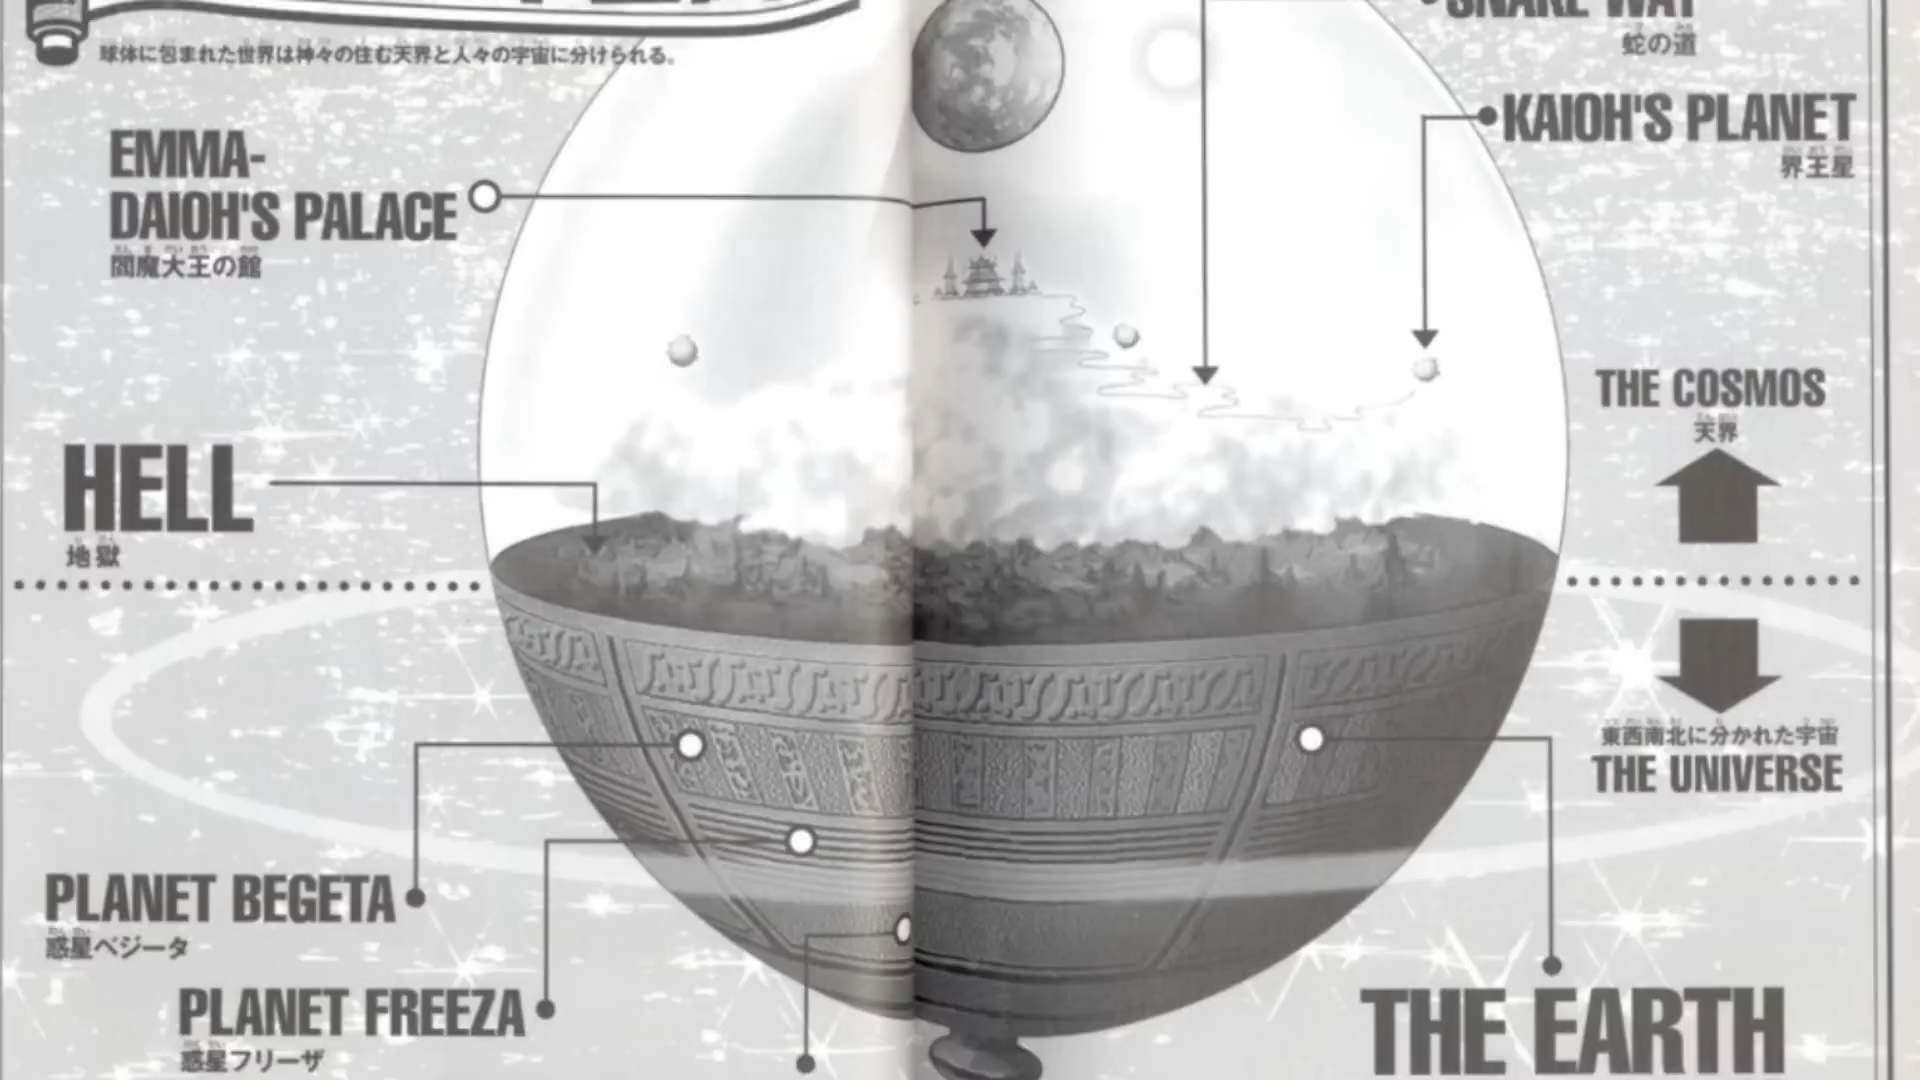 球体に包まれた世界は神々の住む天界と人々の宇宙に分けられる。
SNAKE WAY
蛇の道
KAIOH'S PLANET
界王星
EMMA-
DAIOH'S PALACE
閻魔大王の館
THE COSMOS
天界
HELL
地獄
東西南北に分かれた宇宙
THE UNIVERSE
PLANET BEGETA
惑星ベジータ
PLANET FREEZA
惑星フリーザ
THE EARTH